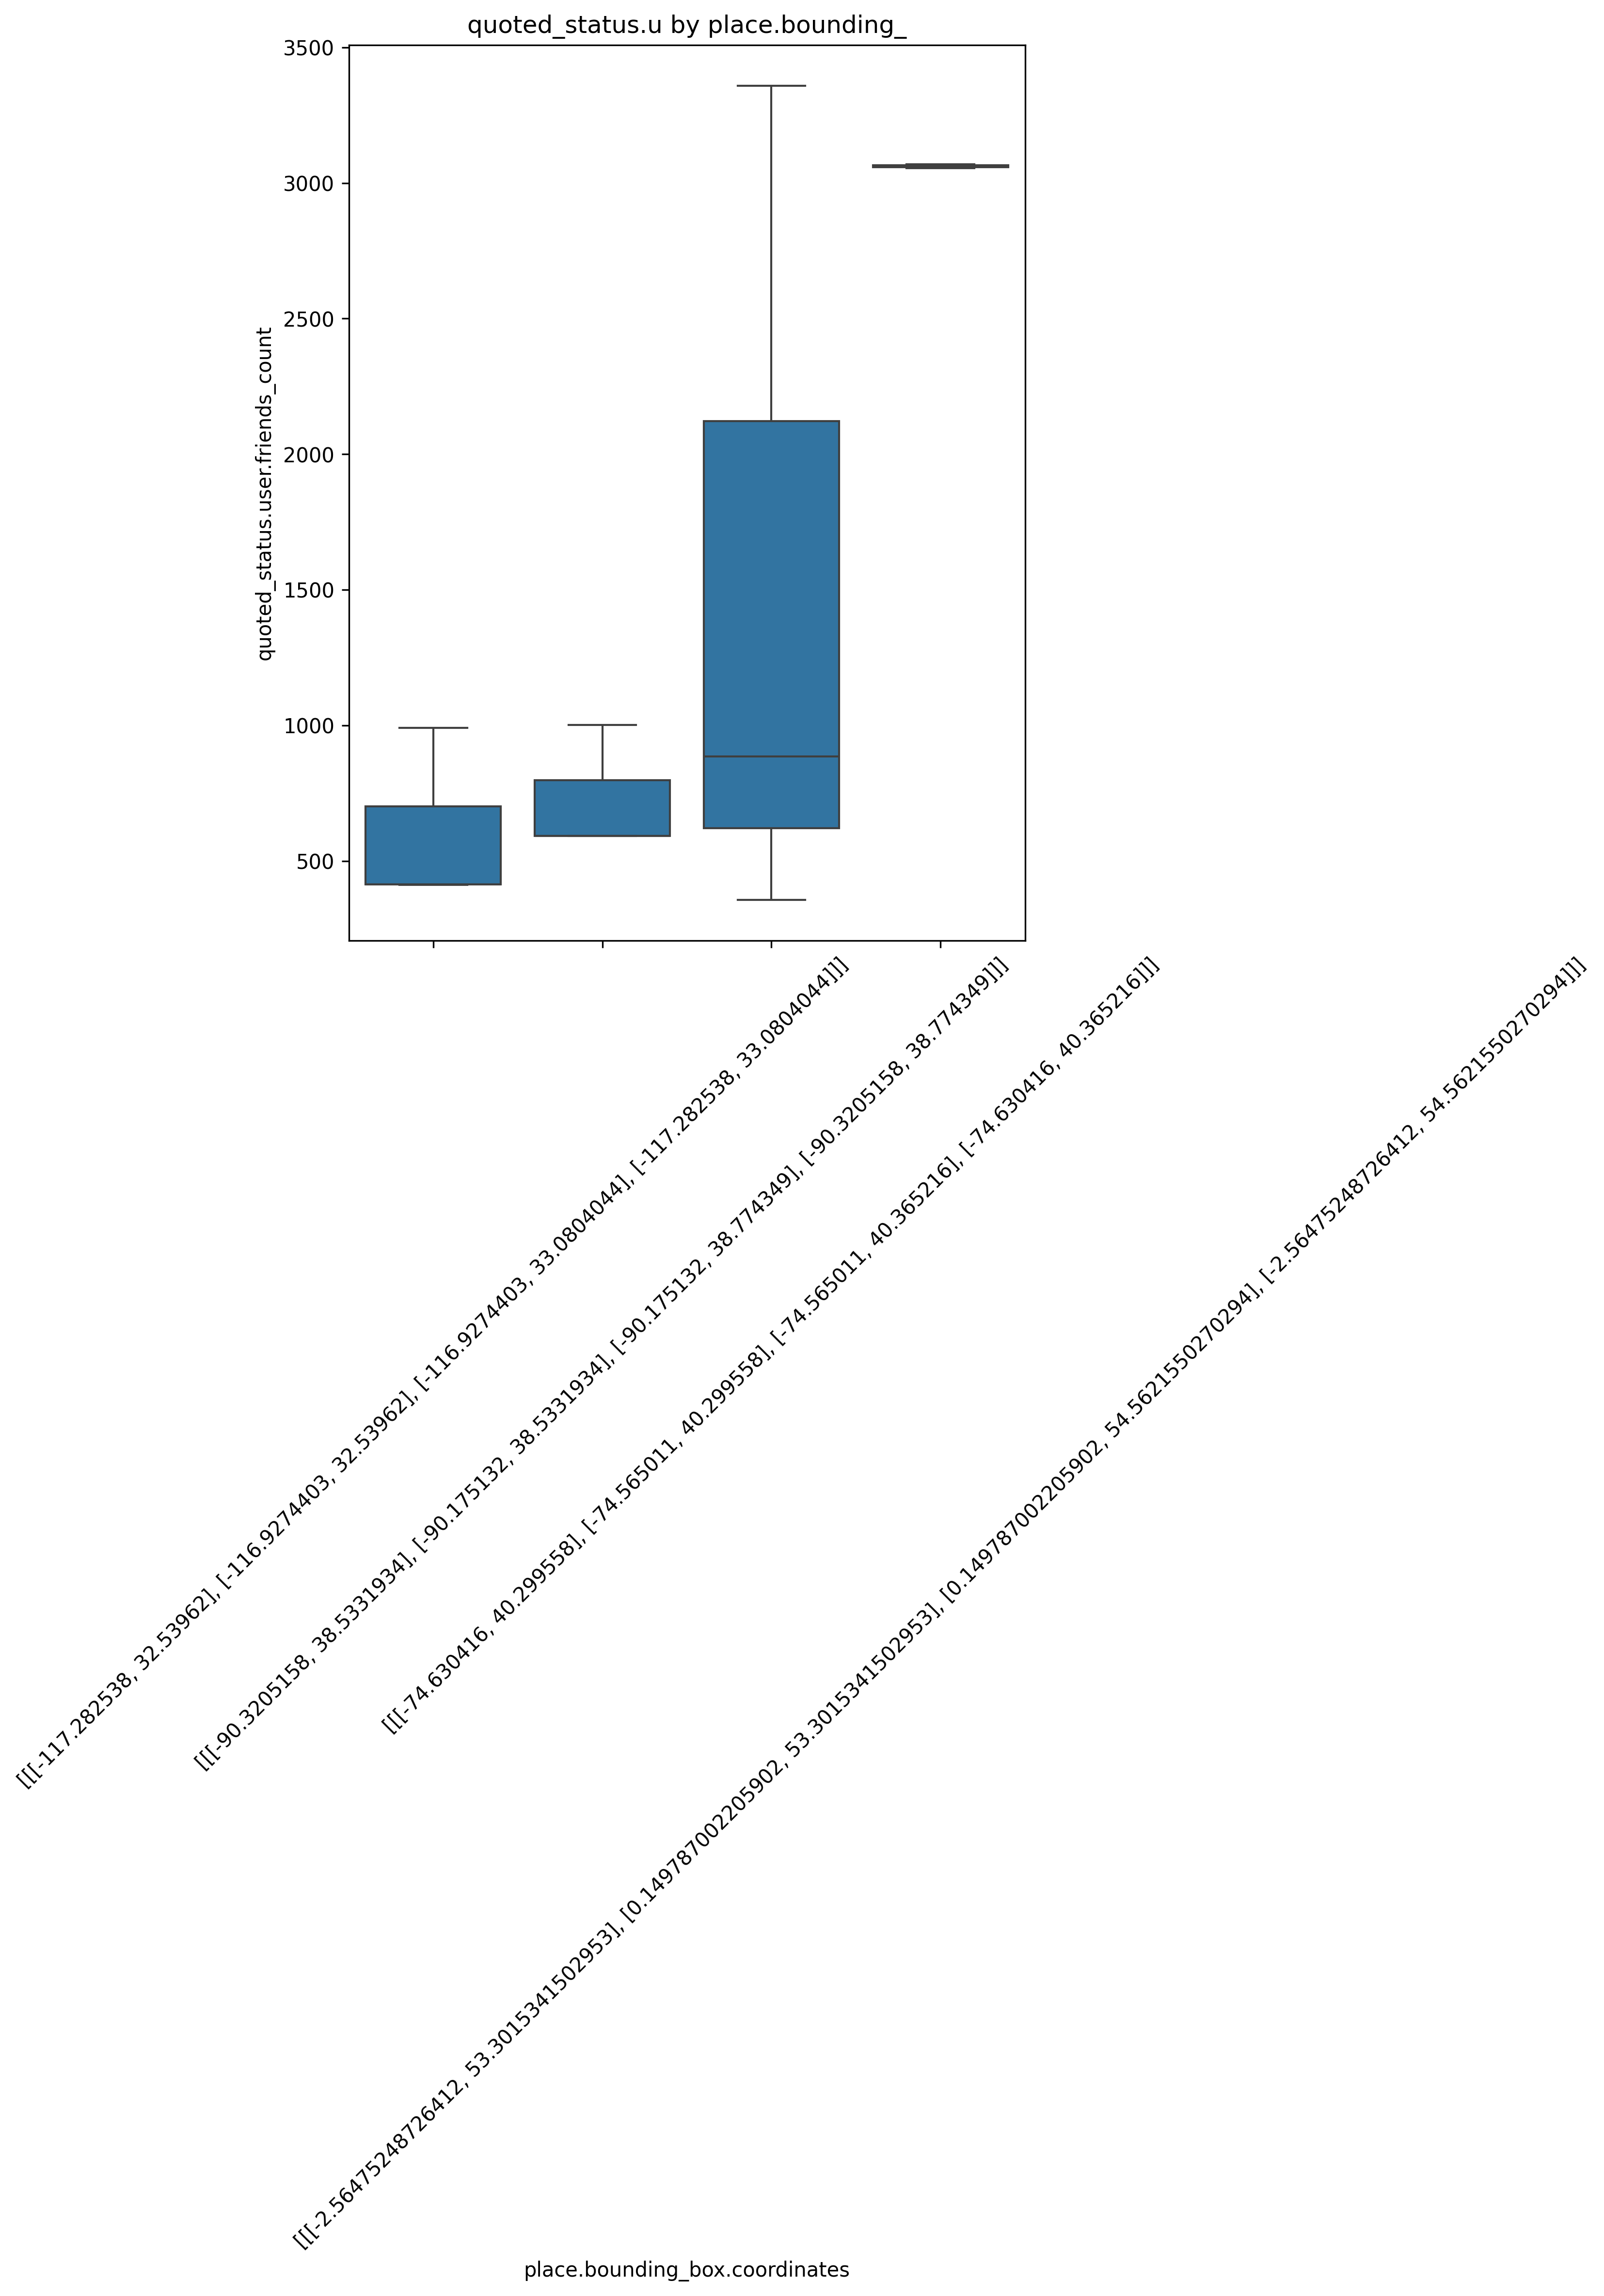 quoted_status.u by place.bounding_
3500
3000
2500
2000
1500
1000
500
quoted_status.user.friends_count
[[[-117.282538, 32.53962], [-116.9274403, 32.53962], [-116.9274403, 33.0804044], [-117.282538, 33.0804044]]]
[[[-90.3205158, 38.5331934], [-90.175132, 38.5331934], [-90.175132, 38.774349], [-90.3205158, 38.774349]]]
[[[-74.630416, 40.299558], [-74.565011, 40.299558], [-74.565011, 40.365216], [-74.630416, 40.365216]]]
[[[-2.5647524872​6412, 53.3015341502953], [0.149787002205902, 53.3015341502953], [0.149787002205902, 54.5621550270294], [-2.56475248726412, 54.5621550270294]]]
place.bounding_box.coordinates